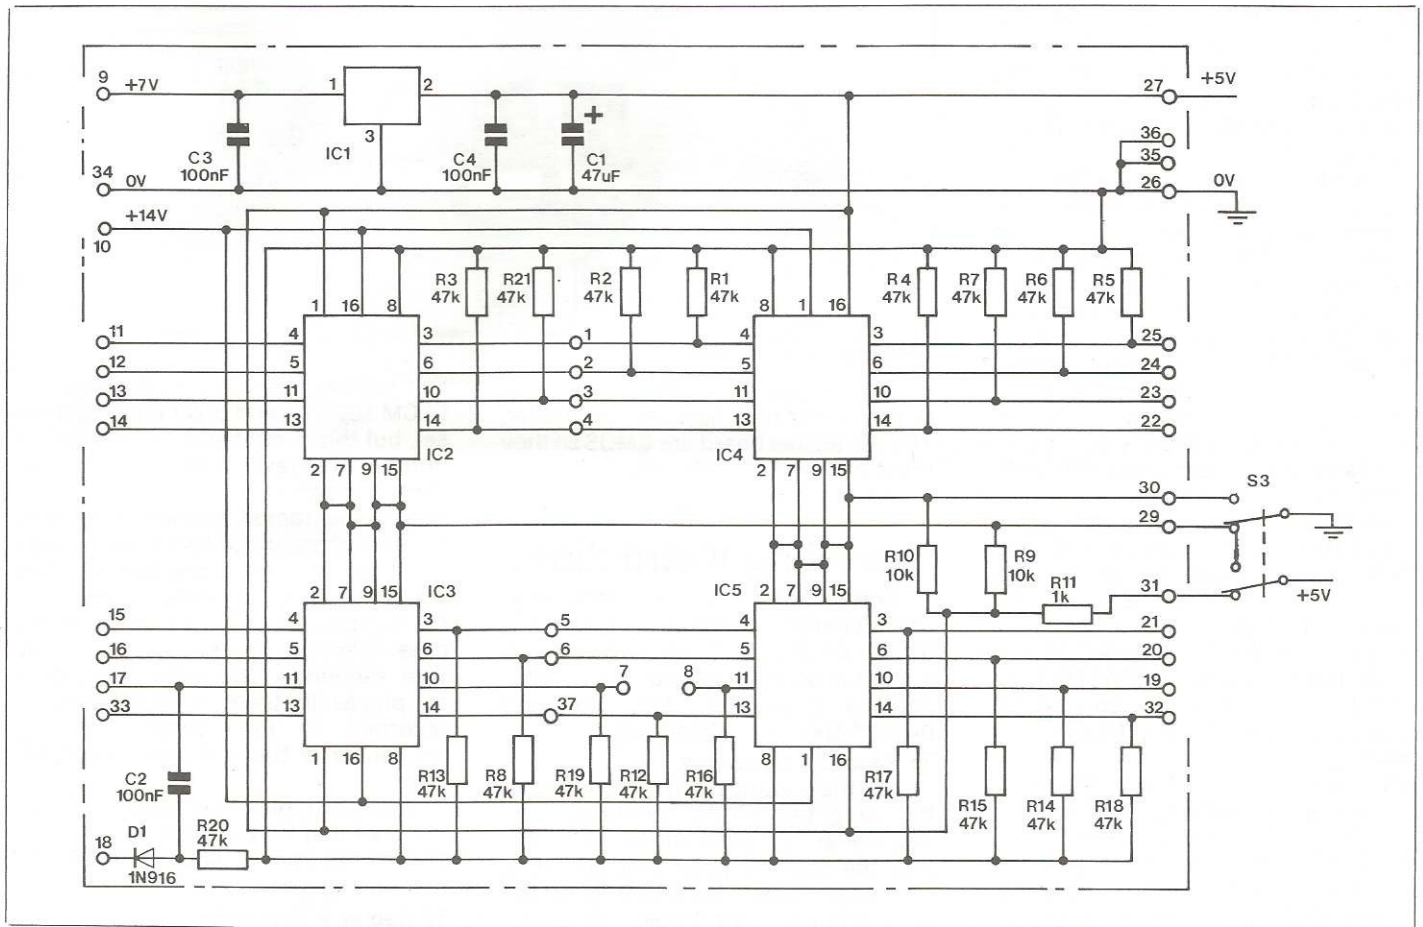 9 +7V 1 2 27 +5V
3 IC1
C3 100nF
C4 100nF
+ C1 47uF
36
35
34 0V 26 0V
+14V
10
R3 47k
R21 47k
R2 47k
R1 47k
R4 47k
R7 47k
R6 47k
R5 47k
1 16 8 8 1 16
11 4 3 1 4 3 25
12 5 6 2 5 6 24
13 11 10 3 11 10 23
14 13 14 4 13 14 22
IC2 IC4
2 7 9 15 2 7 9 15
30 S3
29
R10 10k
R9 10k
R11 1k
31 +5V
2 7 9 15 IC3 IC5 2 7 9 15
15 4 3 5 4 3 21
16 5 6 6 5 6 20
17 11 10 7 8 11 10 19
33 13 14 37 13 14 32
1 16 8 8 1 16
C2 100nF
R13 47k
R8 47k
R19 47k
R12 47k
R16 47k
R17 47k
R15 47k
R14 47k
R18 47k
18 D1 1N916
R20 47k